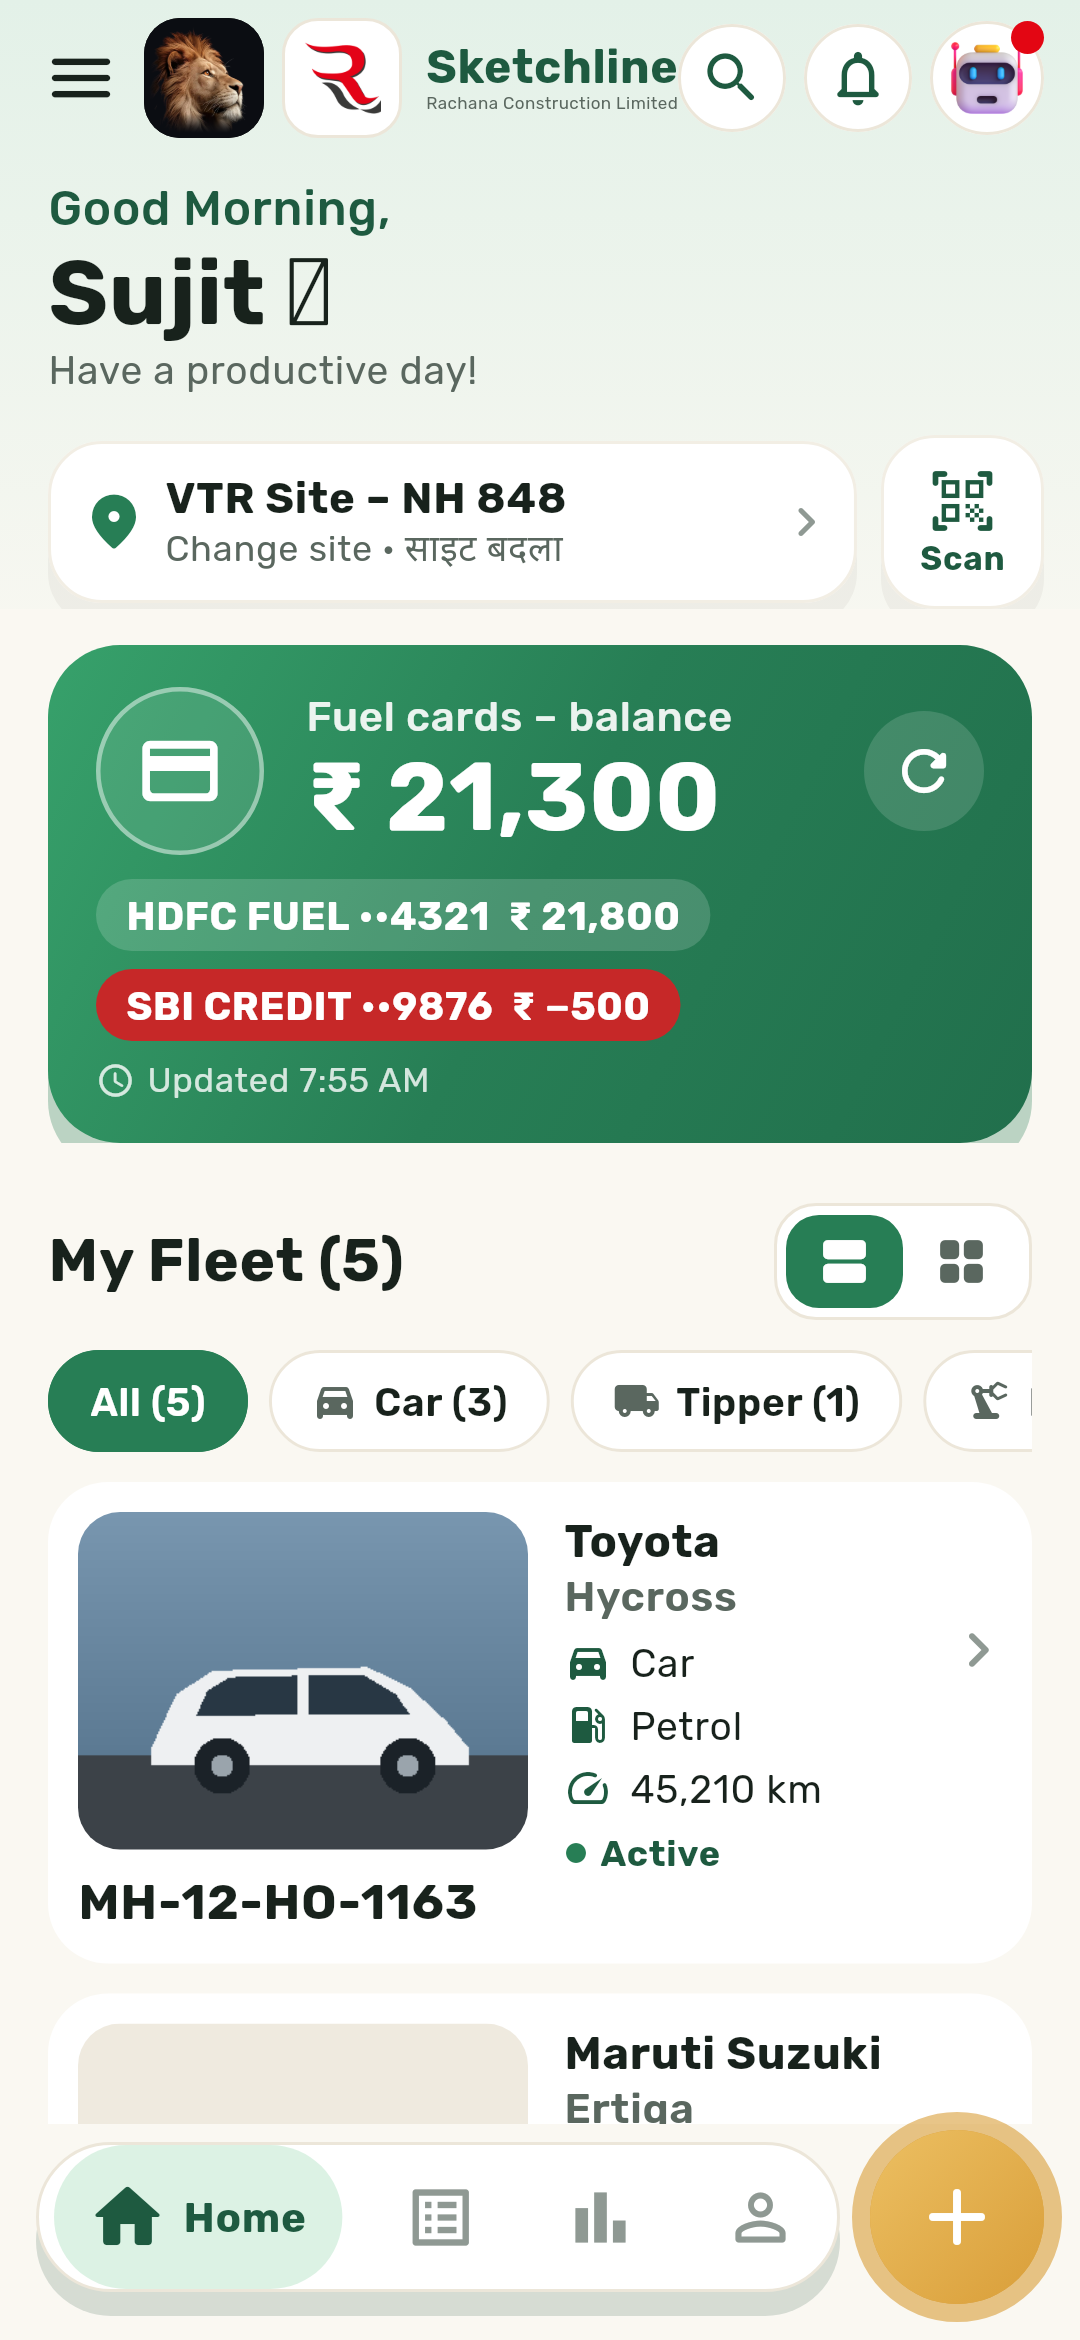 Sketchline
Rachana Construction Limited
Good Morning,
Sujit
Have a productive day!
VTR Site – NH 848
Change site • साइट बदला
Scan
Fuel cards – balance
₹ 21,300
HDFC FUEL ••4321 ₹ 21,800
SBI CREDIT ••9876 ₹ –500
Updated 7:55 AM
My Fleet (5)
All (5)
Car (3)
Tipper (1)
Toyota
Hycross
Car
Petrol
45,210 km
Active
MH-12-HO-1163
Maruti Suzuki
Ertiga
Home